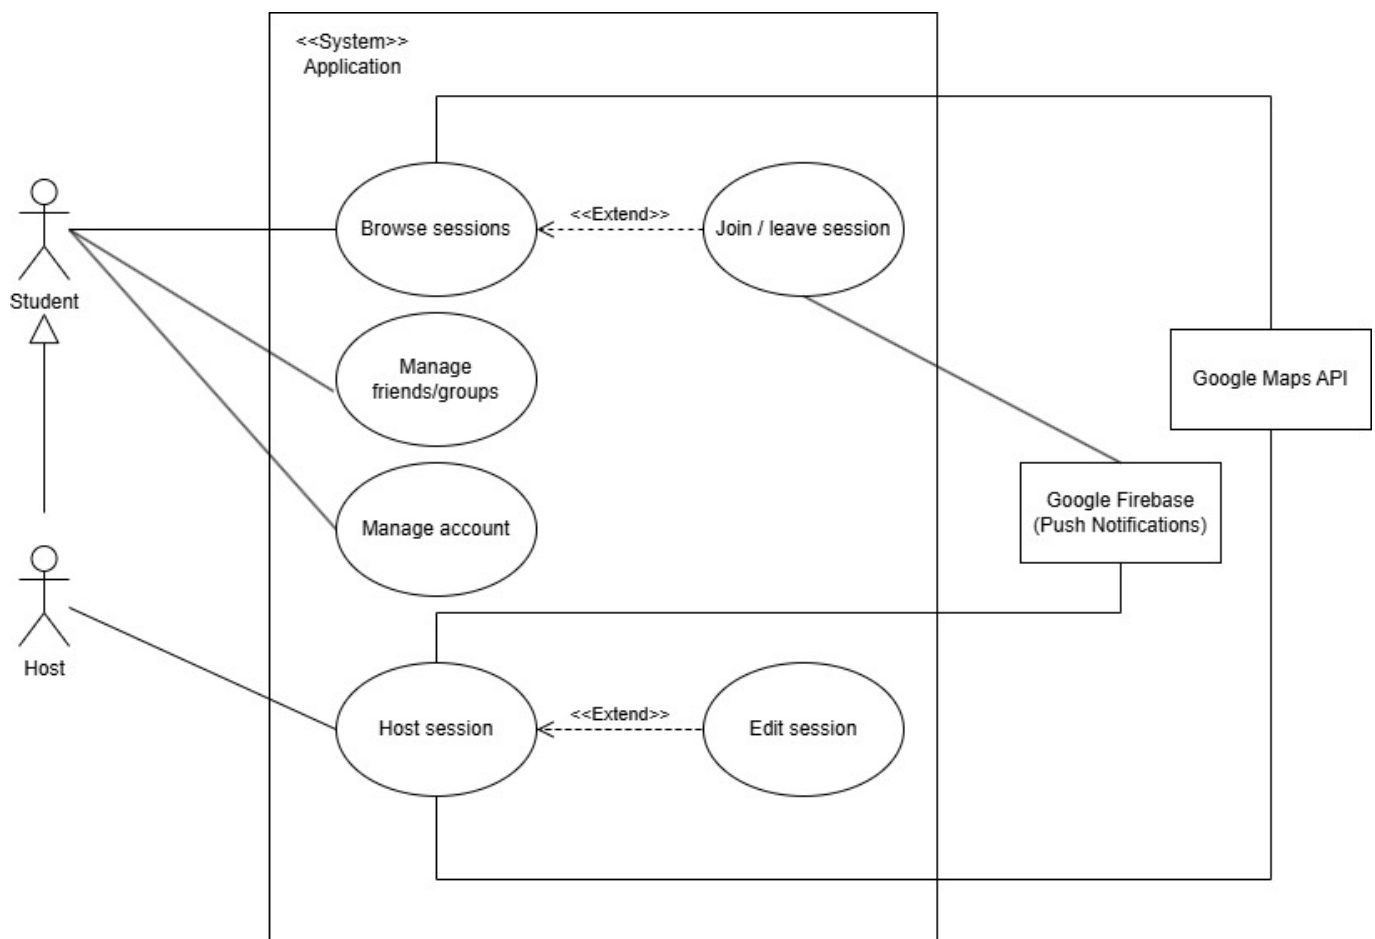 <<System>>
Application
Browse sessions
<<Extend>>
Join / leave session
Student
Manage
friends/groups
Google Maps API
Manage account
Google Firebase
(Push Notifications)
Host
Host session
<<Extend>>
Edit session